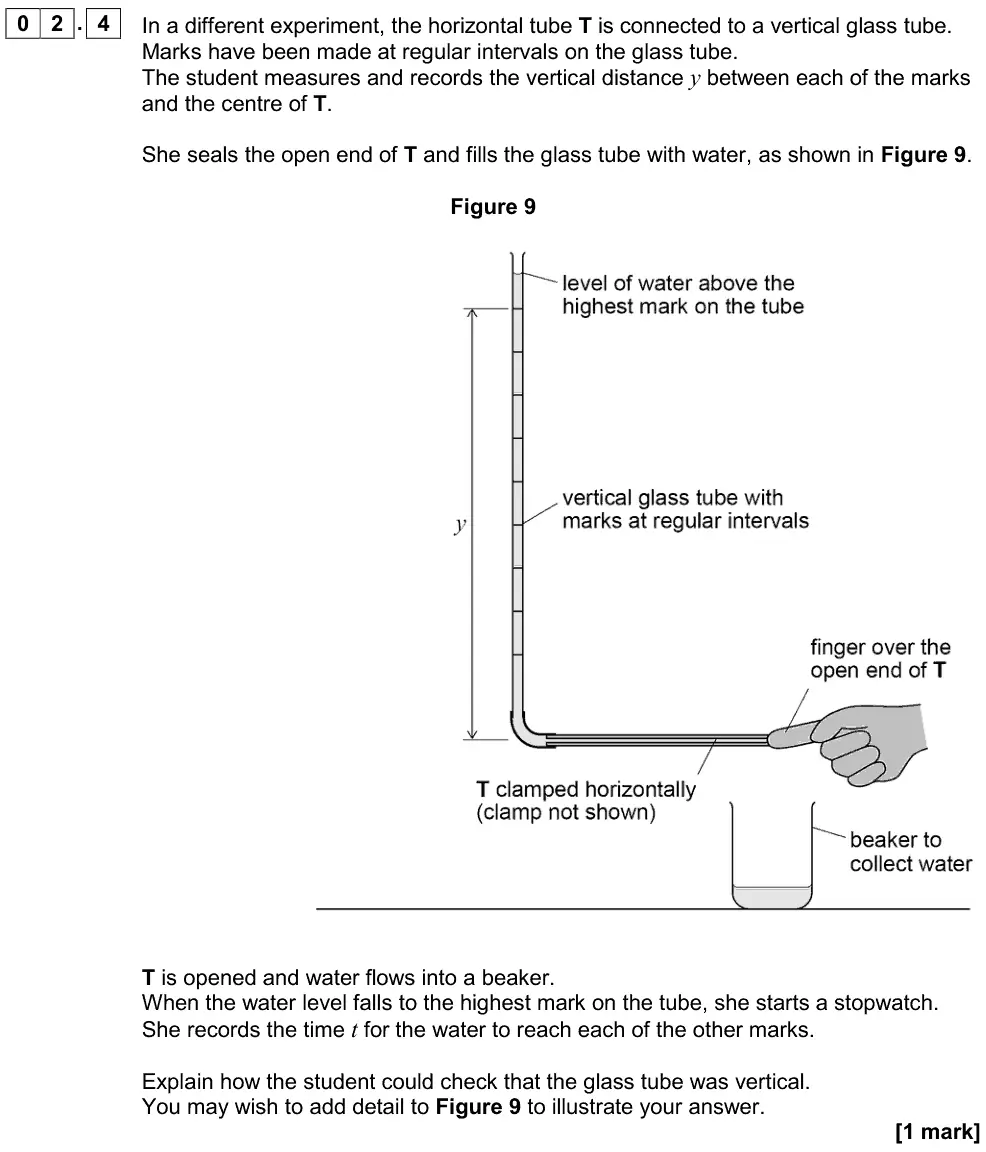 0 2 . 4 In a different experiment, the horizontal tube T is connected to a vertical glass tube.
Marks have been made at regular intervals on the glass tube.
The student measures and records the vertical distance y between each of the marks
and the centre of T.
She seals the open end of T and fills the glass tube with water, as shown in Figure 9.
Figure 9
level of water above the
highest mark on the tube
vertical glass tube with
marks at regular intervals
y
finger over the
open end of T
T clamped horizontally
(clamp not shown)
beaker to
collect water
T is opened and water flows into a beaker.
When the water level falls to the highest mark on the tube, she starts a stopwatch.
She records the time t for the water to reach each of the other marks.
Explain how the student could check that the glass tube was vertical.
You may wish to add detail to Figure 9 to illustrate your answer.
[1 mark]